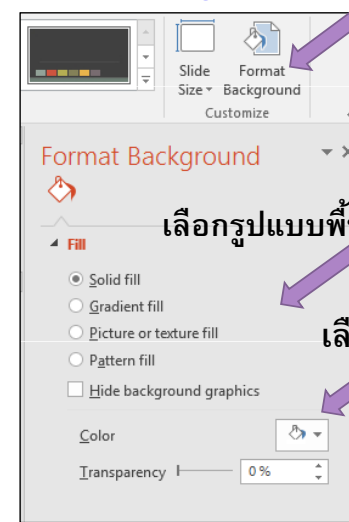 Slide Format
Size Background
Customize
Format Background
เลือกรูปแบบพื้
Fill
Solid fill
Gradient fill
Picture or texture fill
เลื
Pattern fill
Hide background graphics
Color
Transparency 0%